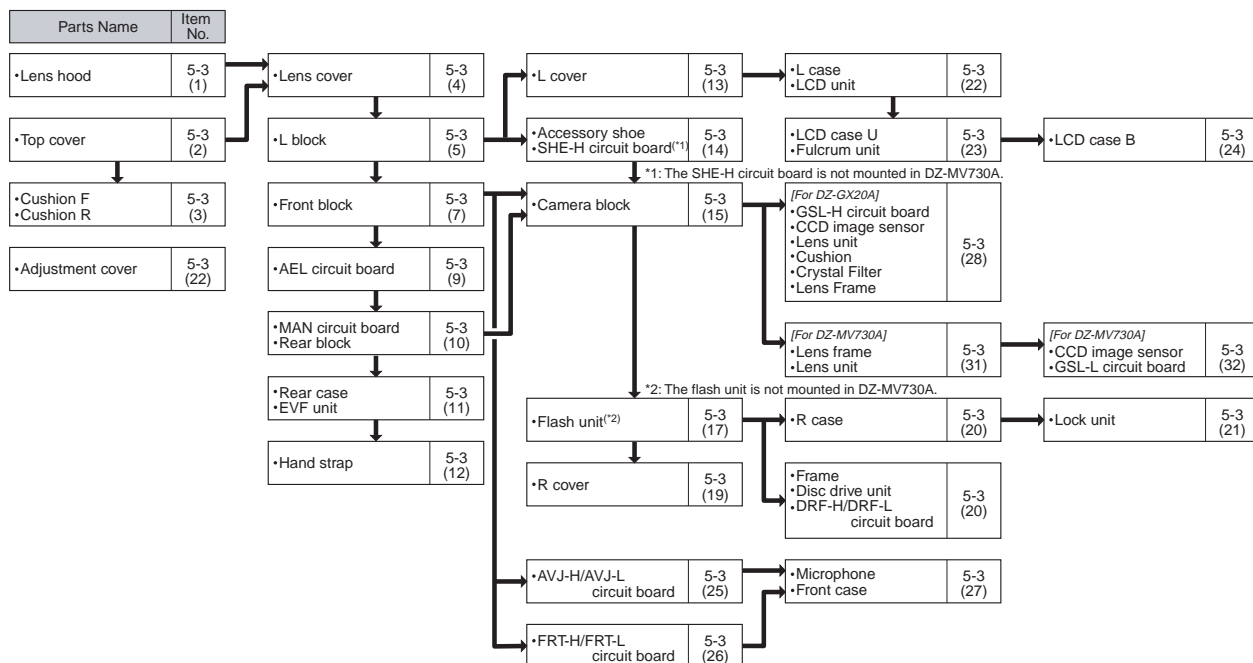 Parts Name
Item
No.
•Lens hood
5-3
(1)
•Top cover
5-3
(2)
•Cushion F
•Cushion R
5-3
(3)
•Adjustment cover
5-3
(22)
•Lens cover
5-3
(4)
•L block
5-3
(5)
•Front block
5-3
(7)
•AEL circuit board
5-3
(9)
•MAN circuit board
•Rear block
5-3
(10)
•Rear case
•EVF unit
5-3
(11)
•Hand strap
5-3
(12)
•L cover
5-3
(13)
•Accessory shoe
•SHE-H circuit board(*1)
5-3
(14)
*1: The SHE-H circuit board is not mounted in DZ-MV730A.
•Camera block
5-3
(15)
*2: The flash unit is not mounted in DZ-MV730A.
•Flash unit(*2)
5-3
(17)
•R cover
5-3
(19)
•AVJ-H/AVJ-L
circuit board
5-3
(25)
•FRT-H/FRT-L
circuit board
5-3
(26)
•L case
•LCD unit
5-3
(22)
•LCD case U
•Fulcrum unit
5-3
(23)
[For DZ-GX20A]
•GSL-H circuit board
•CCD image sensor
•Lens unit
•Cushion
•Crystal Filter
•Lens Frame
5-3
(28)
[For DZ-MV730A]
•Lens frame
•Lens unit
5-3
(31)
•R case
5-3
(20)
•Frame
•Disc drive unit
•DRF-H/DRF-L
circuit board
5-3
(20)
•Microphone
•Front case
5-3
(27)
•LCD case B
5-3
(24)
[For DZ-MV730A]
•CCD image sensor
•GSL-L circuit board
5-3
(32)
•Lock unit
5-3
(21)